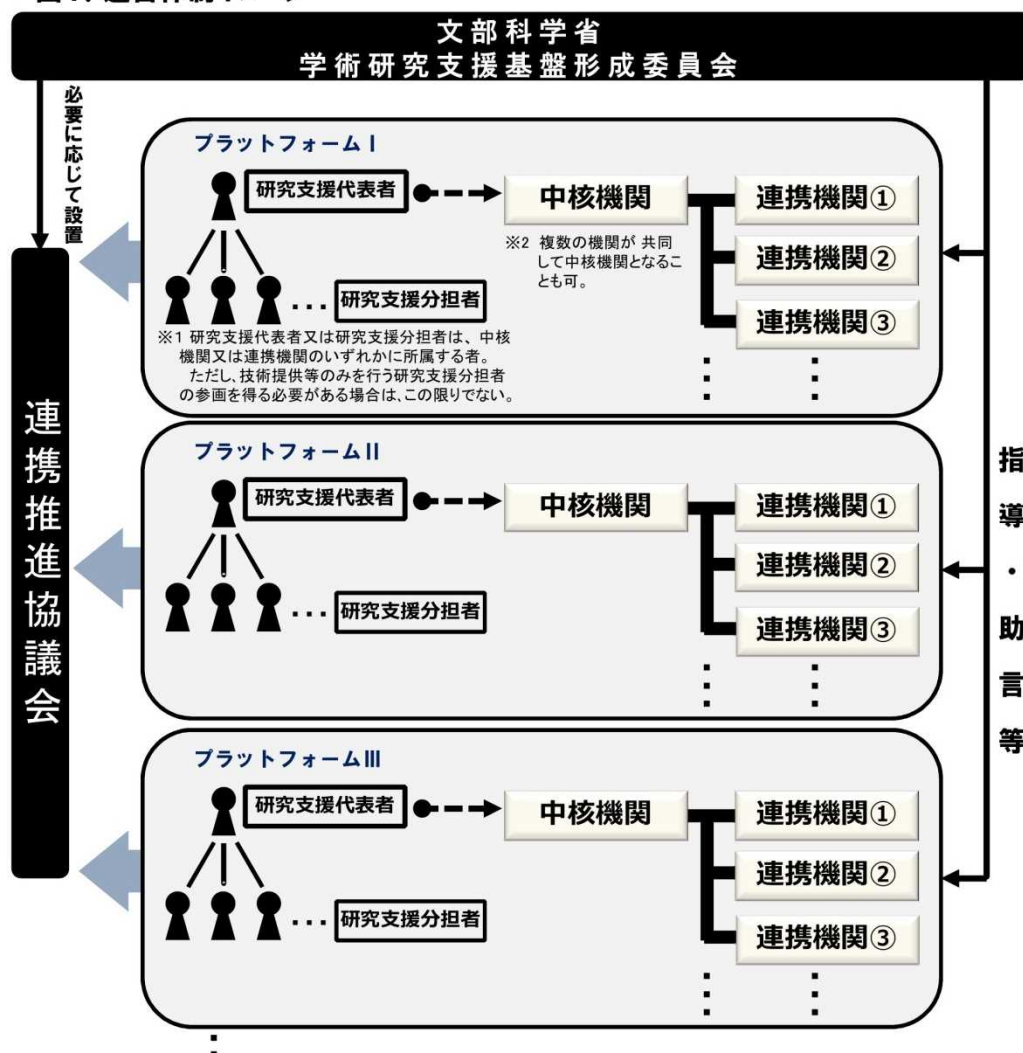 文部科学省
学術研究支援基盤形成委員会
必要に応じて設置
連携推進協議会
プラットフォームⅠ
研究支援代表者
中核機関
連携機関①
連携機関②
連携機関③
※2 複数の機関が 共同
して中核機関となるこ
とも可。
・・・ 研究支援分担者
※1 研究支援代表者又は研究支援分担者は、中核
機関又は連携機関のいずれかに所属する者。
ただし、技術提供等のみを行う研究支援分担者
の参画を得る必要がある場合は、この限りでない。
プラットフォームⅡ
研究支援代表者
中核機関
連携機関①
連携機関②
連携機関③
・・・ 研究支援分担者
プラットフォームⅢ
研究支援代表者
中核機関
連携機関①
連携機関②
連携機関③
・・・ 研究支援分担者
指導・助言等